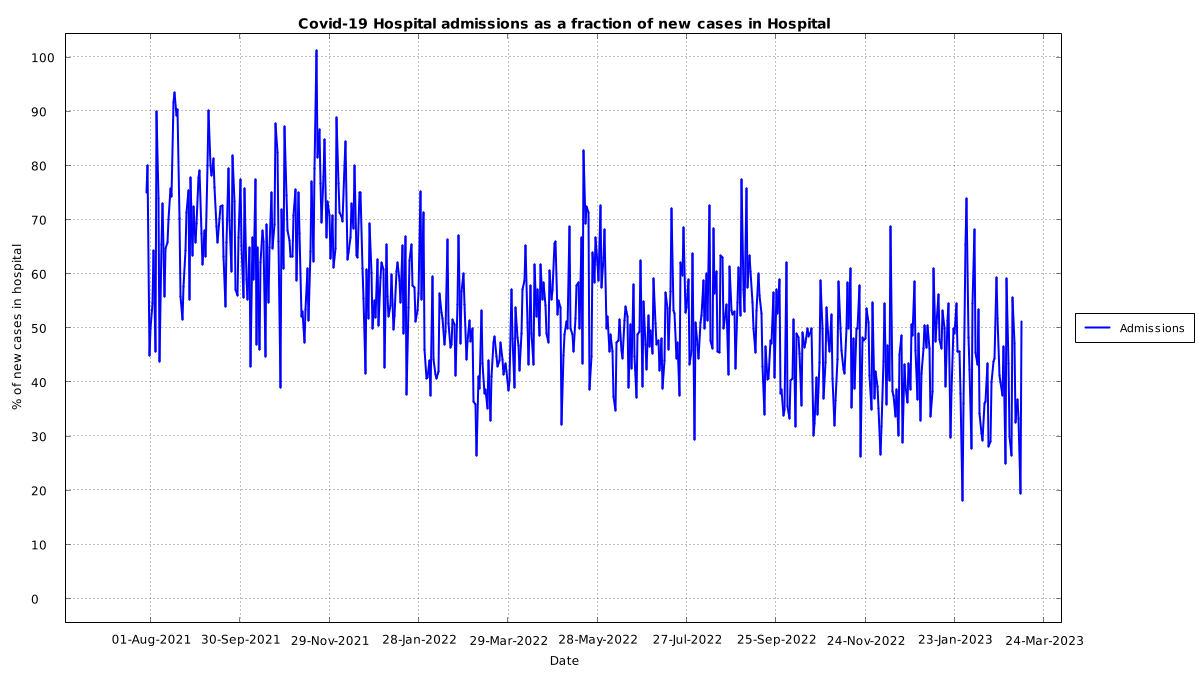 Covid-19 Hospital admissions as a fraction of new cases in Hospital
% of new cases in hospital
100
90
80
70
60
50
40
30
20
10
0
01-Aug-2021 30-Sep-2021 29-Nov-2021 28-Jan-2022 29-Mar-2022 28-May-2022 27-Jul-2022 25-Sep-2022 24-Nov-2022 23-Jan-2023 24-Mar-2023
Date
Admissions